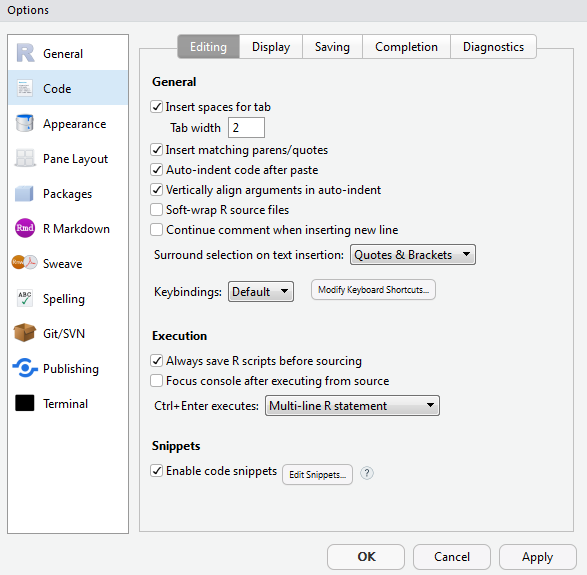 Options
General
Code
Appearance
Pane Layout
Packages
Rmd R Markdown
Rnw Sweave
ABC Spelling
Git/SVN
Publishing
Terminal
Editing Display Saving Completion Diagnostics
General
Insert spaces for tab
Tab width 2
Insert matching parens/quotes
Auto-indent code after paste
Vertically align arguments in auto-indent
Soft-wrap R source files
Continue comment when inserting new line
Surround selection on text insertion: Quotes & Brackets
Keybindings: Default Modify Keyboard Shortcuts...
Execution
Always save R scripts before sourcing
Focus console after executing from source
Ctrl+Enter executes: Multi-line R statement
Snippets
Enable code snippets Edit Snippets... ?
OK Cancel Apply